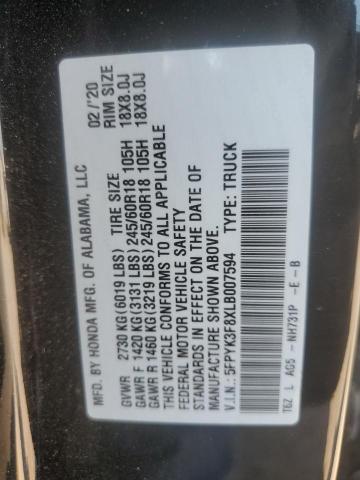 MFD. BY HONDA MFG. OF ALABAMA, LLC 02 /'20
TIRE SIZE RIM SIZE
GVWR 2730 KG (6019 LBS)
GAWR F 1420 KG (3131 LBS) 245/60R18 105H 18X8.0J
GAWR R 1460 KG (3219 LBS) 245/60R18 105H 18X8.0J
THIS VEHICLE CONFORMS TO ALL APPLICABLE
FEDERAL MOTOR VEHICLE SAFETY
STANDARDS IN EFFECT ON THE DATE OF
MANUFACTURE SHOWN ABOVE.
V.I.N.: 5FPYK3F8XLB007594 TYPE: TRUCK
T6Z L AG5 - NH731P -E -B